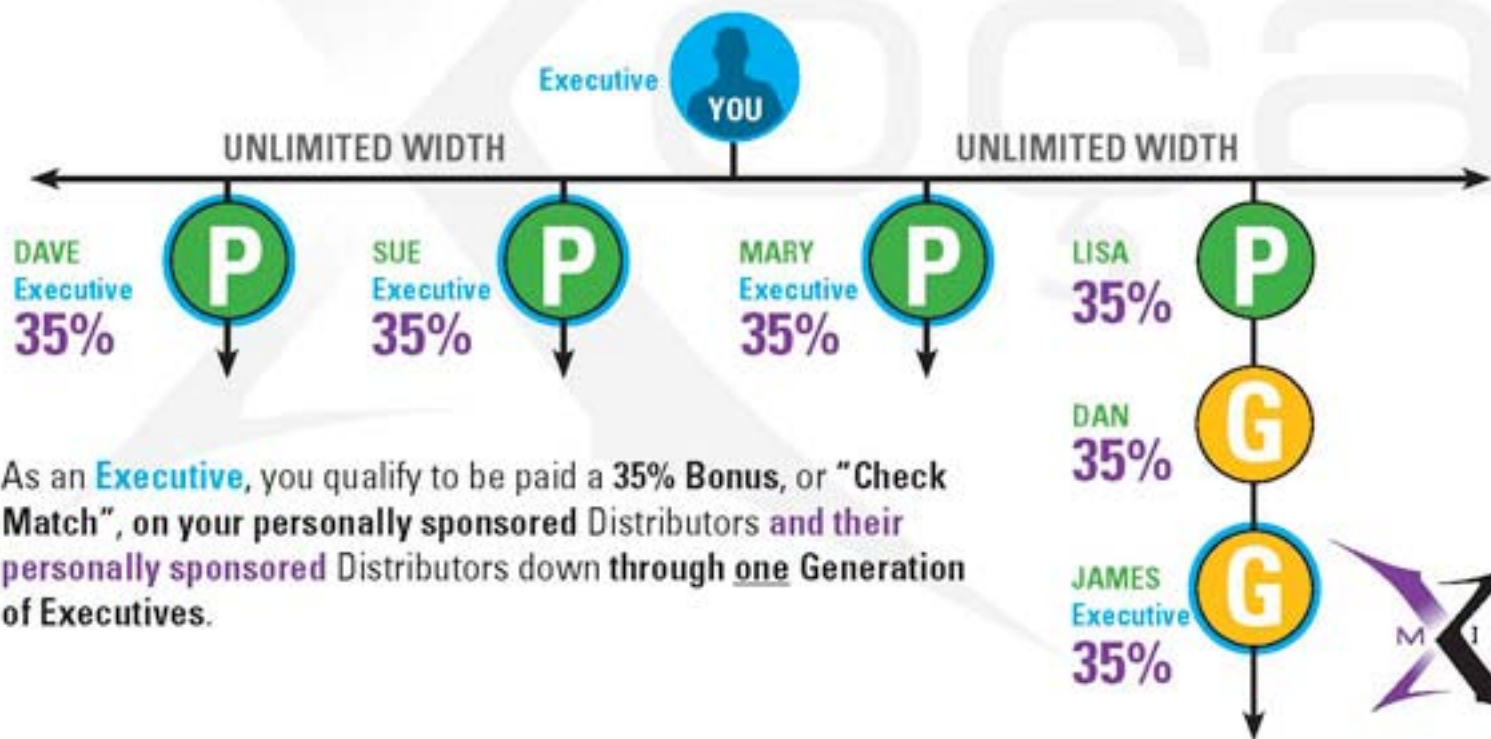 Executive
YOU
UNLIMITED WIDTH
UNLIMITED WIDTH
DAVE
Executive
35%
P
SUE
Executive
35%
P
MARY
Executive
35%
P
LISA
35%
P
DAN
35%
G
JAMES
Executive
35%
G
As an Executive, you qualify to be paid a 35% Bonus, or "Check
Match", on your personally sponsored Distributors and their
personally sponsored Distributors down through one Generation
of Executives.
M X I